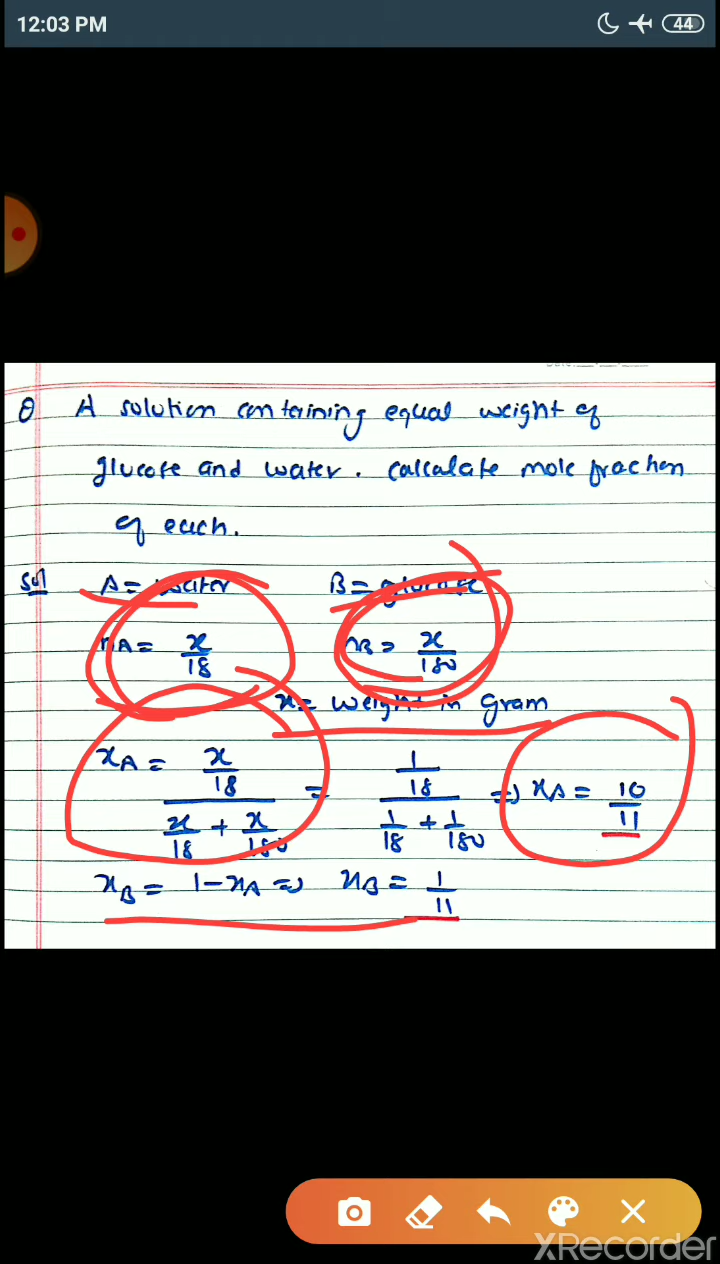 12:03 PM
44
Q A solution containing equal weight of
glucose and water. calculate mole fraction
of each.
Sol A = water B = glucose
nA = x/18 nB = x/180
x = weight in gram
xA = (x/18)/(x/18 + x/180) = (1/18)/(1/18 + 1/180) => xA = 10/11
xB = 1-xA => xB = 1/11
XRecorder